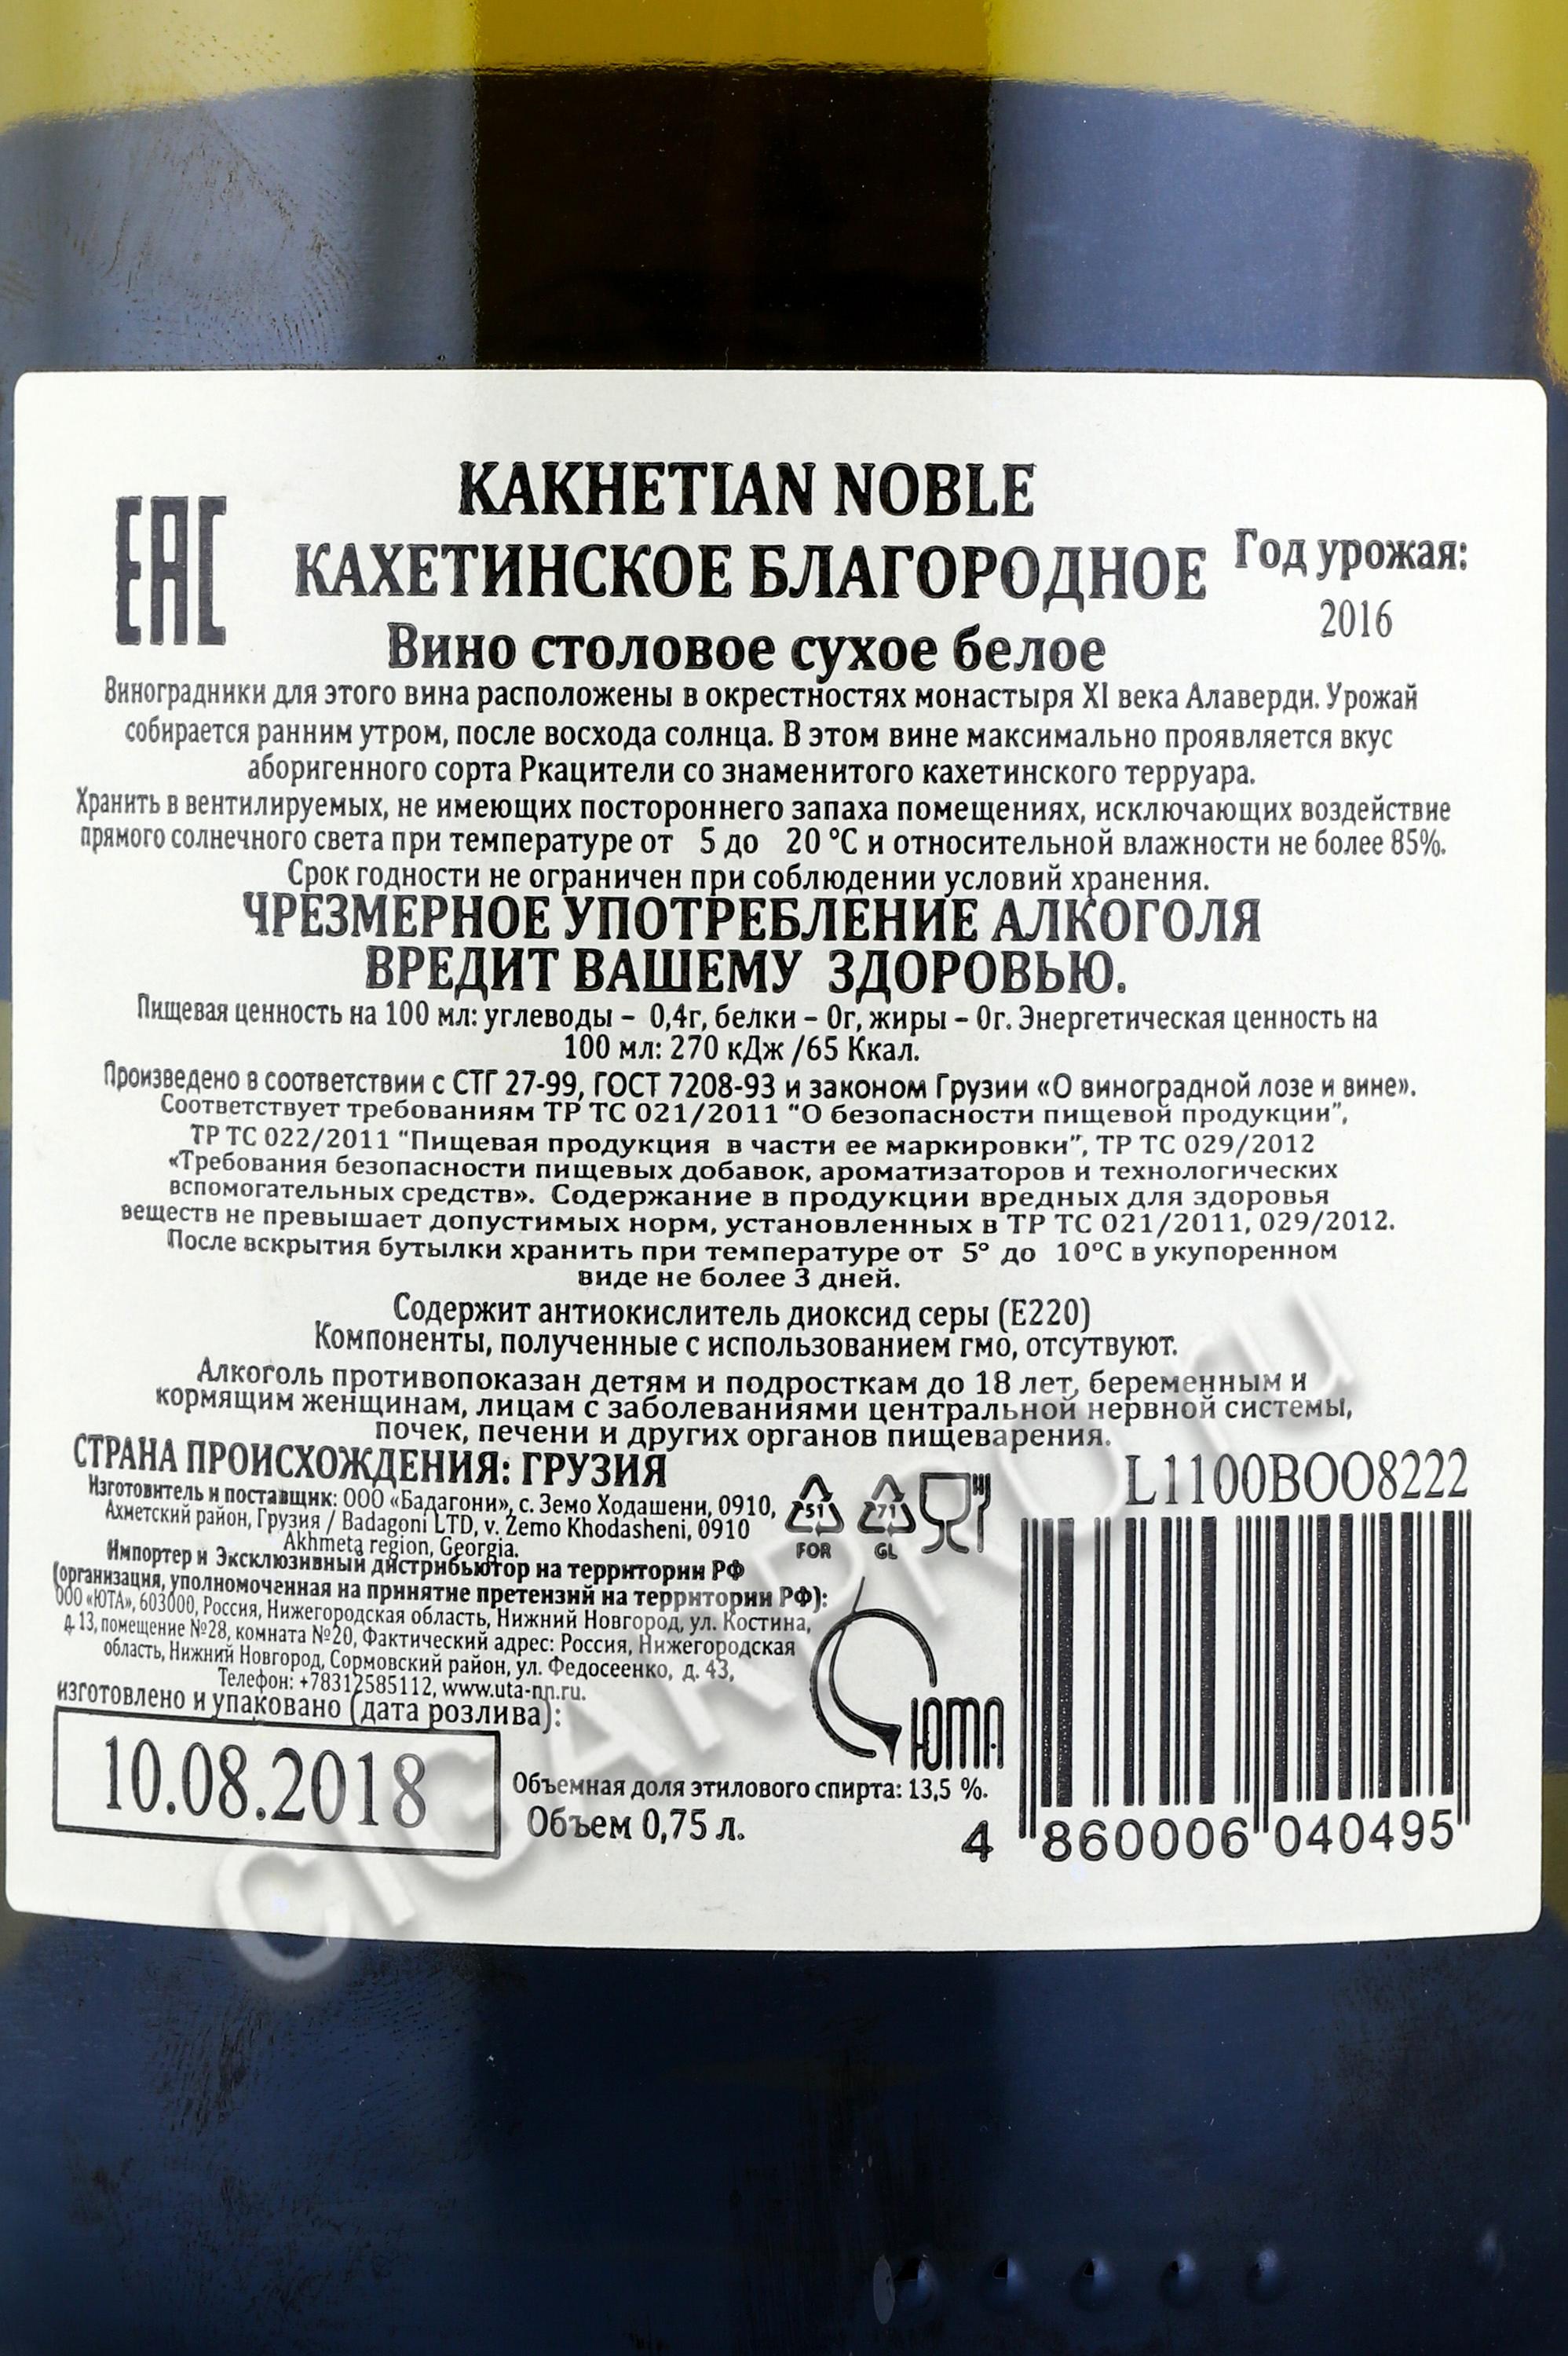 KAKHETIAN NOBLE
EAC
КАХЕТИНСКОЕ БЛАГОРОДНОЕ
Год урожая:
2016
Вино столовое сухое белое
Виноградники для этого вина расположены в окрестностях монастыря XI века Алаверди. Урожай
собирается ранним утром, после восхода солнца. В этом вине максимально проявляется вкус
аборигенного сорта Ркацители со знаменитого кахетинского терруара.
Хранить в вентилируемых, не имеющих постороннего запаха помещениях, исключающих воздействие
прямого солнечного света при температуре от 5 до 20 °С и относительной влажности не более 85%.
Срок годности не ограничен при соблюдении условий хранения.
ЧРЕЗМЕРНОЕ УПОТРЕБЛЕНИЕ АЛКОГОЛЯ
ВРЕДИТ ВАШЕМУ ЗДОРОВЬЮ.
Пищевая ценность на 100 мл: углеводы – 0,4г, белки – 0г, жиры – 0г. Энергетическая ценность на
100 мл: 270 кДж /65 Ккал.
Произведено в соответствии с СТГ 27-99, ГОСТ 7208-93 и законом Грузии «О виноградной лозе и вине».
Соответствует требованиям ТР ТС 021/2011 "О безопасности пищевой продукции",
ТР ТС 022/2011 "Пищевая продукция в части ее маркировки", ТР ТС 029/2012
«Требования безопасности пищевых добавок, ароматизаторов и технологических
вспомогательных средств». Содержание в продукции вредных для здоровья
веществ не превышает допустимых норм, установленных в ТР ТС 021/2011, 029/2012.
После вскрытия бутылки хранить при температуре от 5° до 10°С в укупоренном
виде не более 3 дней.
Содержит антиокислитель диоксид серы (Е220)
Компоненты, полученные с использованием гмо, отсутвуют.
Алкоголь противопоказан детям и подросткам до 18 лет, беременным и
кормящим женщинам, лицам с заболеваниями центральной нервной системы,
почек, печени и других органов пищеварения.
СТРАНА ПРОИСХОЖДЕНИЯ: ГРУЗИЯ
Изготовитель и поставщик: ООО «Бадагони», с. Земо Ходашени, 0910,
Ахметский район, Грузия / Badagoni LTD, v. Zemo Khodasheni, 0910
Akhmeta region, Georgia.
Импортер и Эксклюзивный дистрибьютор на территории РФ
(организация, уполномоченная на принятие претензий на территории РФ):
ООО «ЮТА», 603000, Россия, Нижегородская область, Нижний Новгород, ул. Костина,
д. 13, помещение №28, комната №20, Фактический адрес: Россия, Нижегородская
область, Нижний Новгород, Сормовский район, ул. Федосеенко, д. 43,
Телефон: +78312585112, www.uta-nn.ru.
изготовлено и упаковано (дата розлива):
10.08.2018
51
FOR
71
GL
L1100BOO8222
ЮТА
Объемная доля этилового спирта: 13,5 %.
Объем 0,75 л.
4 860006 040495
CIGARPRO.ru